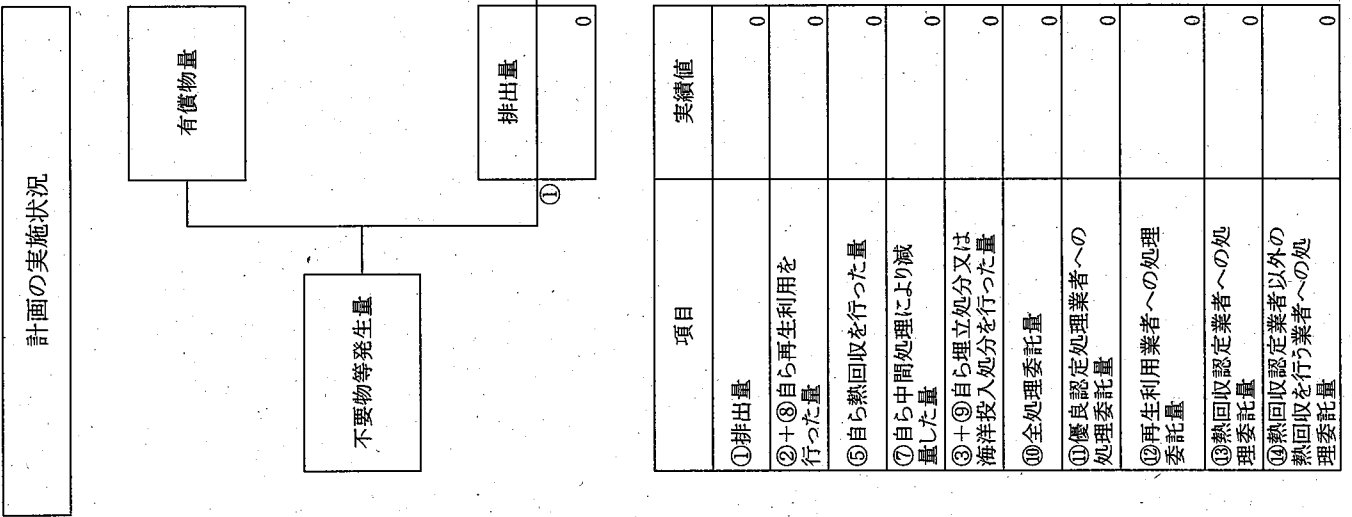 計画の実施状況
有償物量
不要物等発生量
排出量
①
0
項目
実績値
①排出量
0
②+⑧自ら再生利用を
行った量
0
⑤自ら熱回収を行った量
0
⑦自ら中間処理により減
量した量
0
③+⑨自ら埋立処分又は
海洋投入処分を行った量
0
⑩全処理委託量
0
⑪優良認定処理業者への
処理委託量
0
⑫再生利用業者への処理
委託量
0
⑬熱回収認定業者への処
理委託量
0
⑭熱回収認定業者以外の
熱回収を行う業者への処
理委託量
0